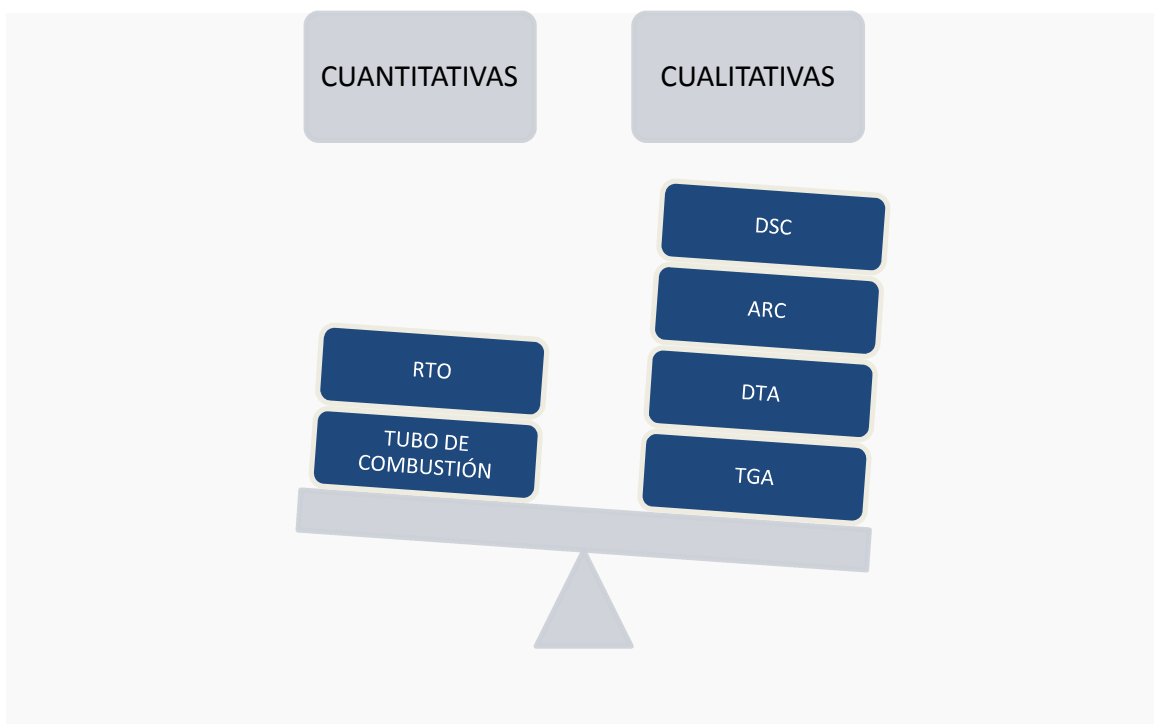 CUANTITATIVAS
CUALITATIVAS
DSC
ARC
RTO
DTA
TUBO DE
COMBUSTIÓN
TGA